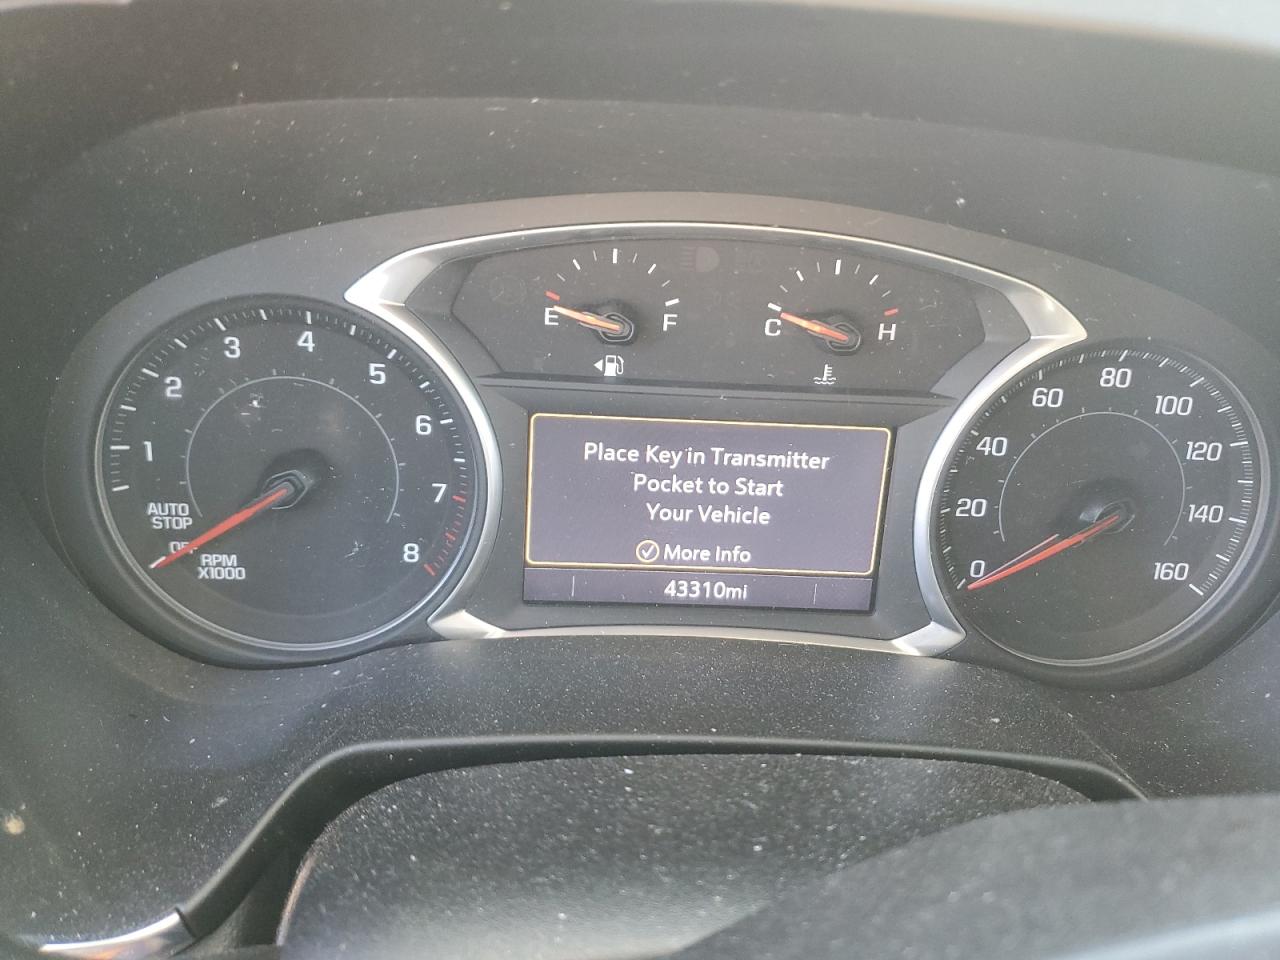 E
F
C
H
1
2
3
4
5
6
7
8
AUTO
STOP
OFF
RPM
X1000
Place Key in Transmitter
Pocket to Start
Your Vehicle
More Info
43310mi
0
20
40
60
80
100
120
140
160